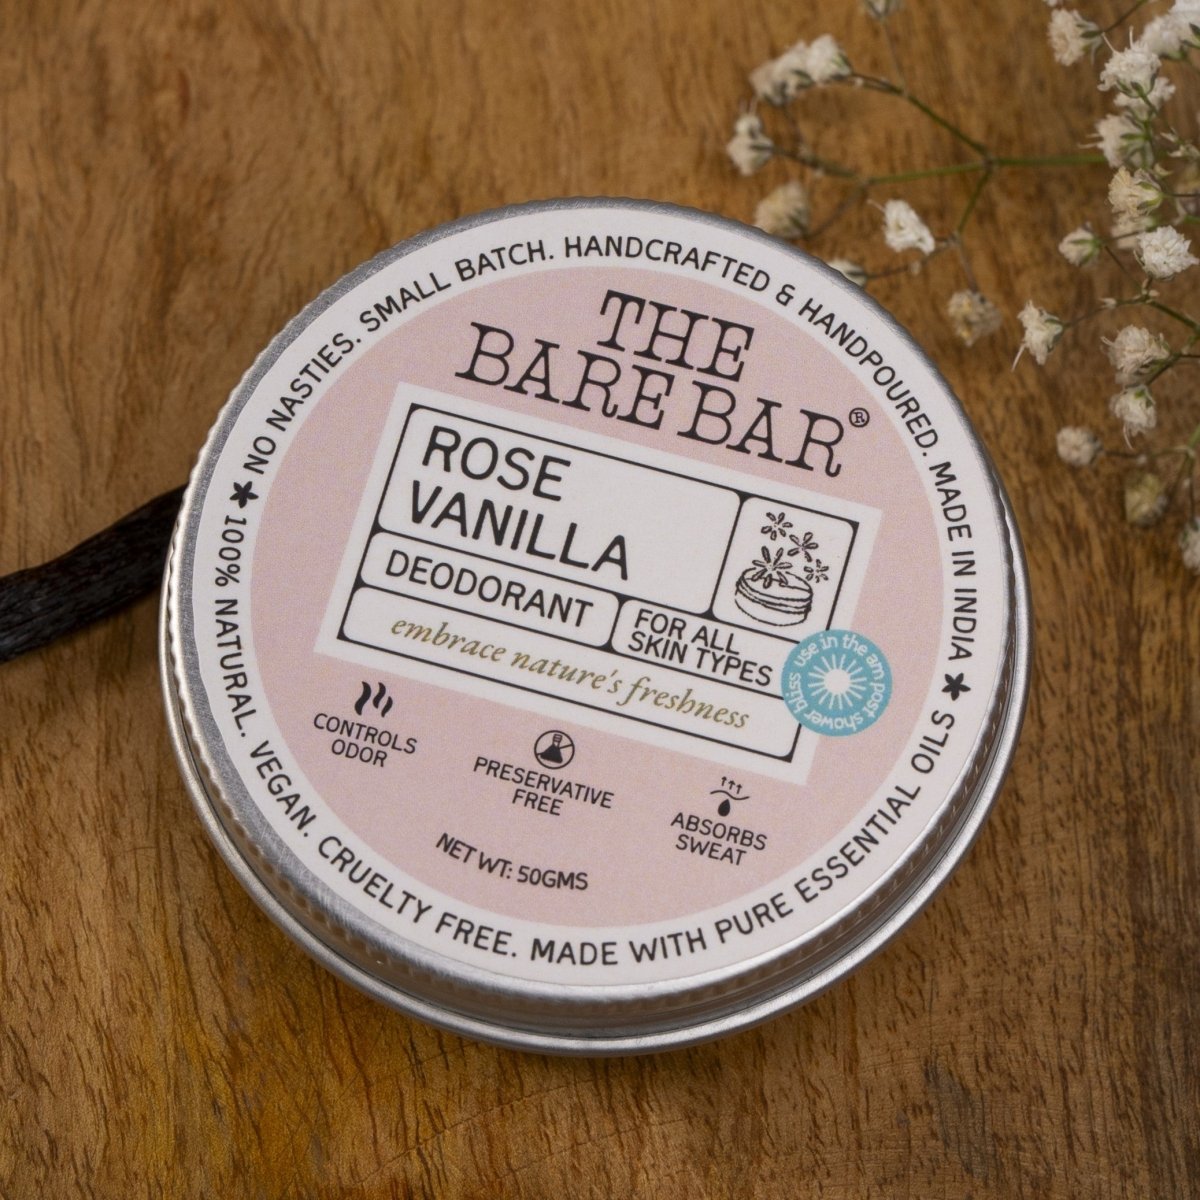 ★ NO NASTIES. SMALL BATCH. HANDCRAFTED & HANDPOURED. MADE IN INDIA ★
THE
BARE BAR®
ROSE
VANILLA
DEODORANT
FOR ALL
SKIN TYPES
embrace nature's freshness
use in the am post shower bliss
CONTROLS
ODOR
PRESERVATIVE
FREE
ABSORBS
SWEAT
NET WT: 50GMS
100% NATURAL. VEGAN. CRUELTY FREE. MADE WITH PURE ESSENTIAL OILS